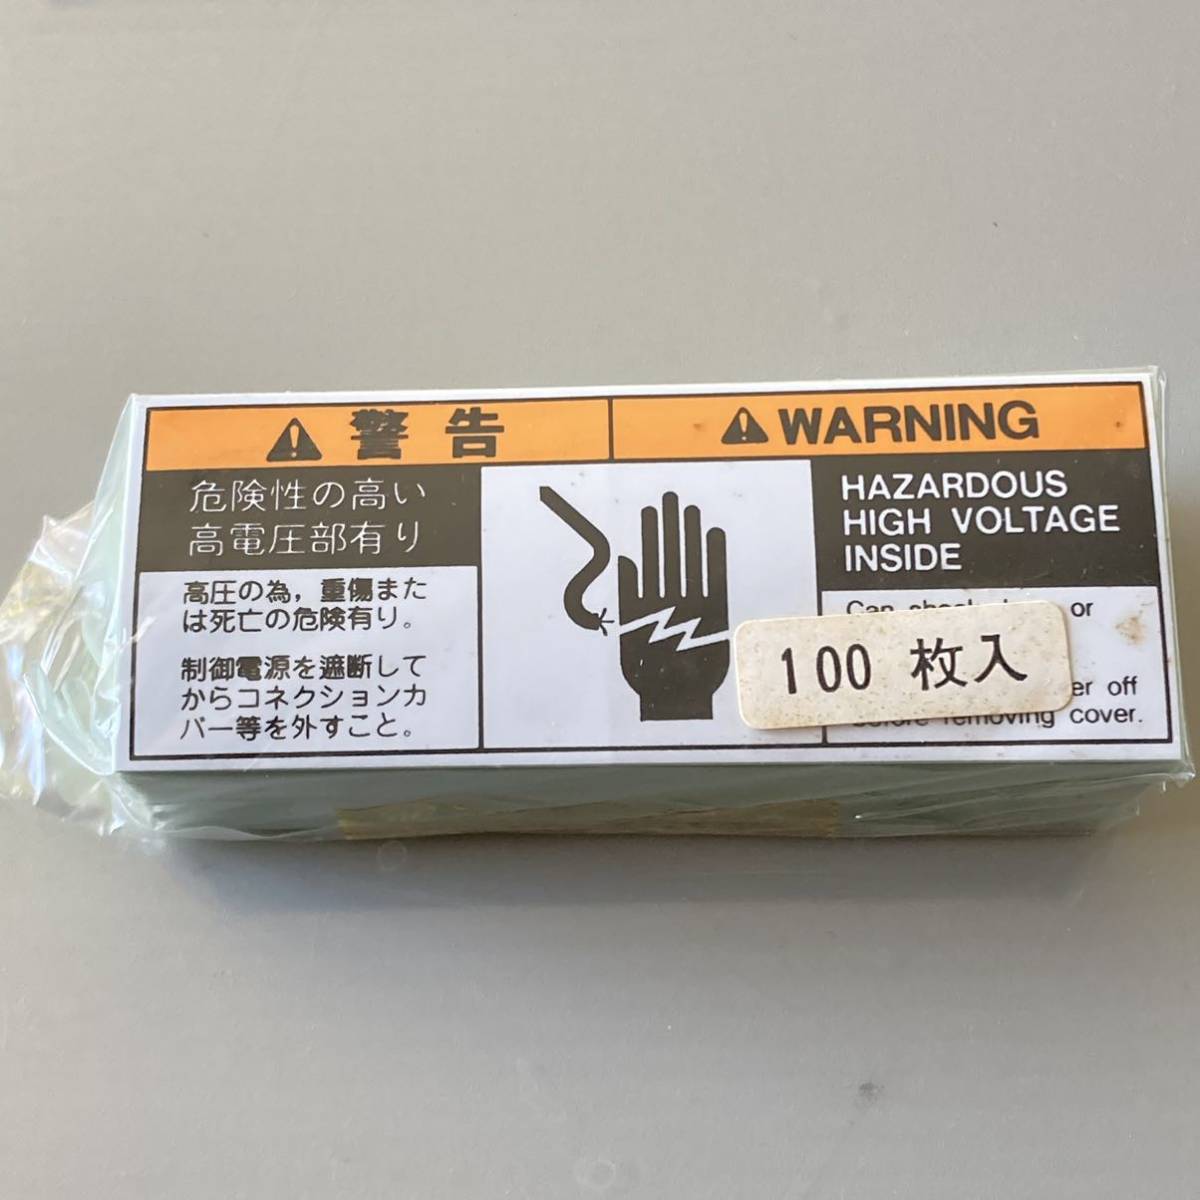 警告
危険性の高い
高電圧部有り
高圧の為，重傷また
は死亡の危険有り。
制御電源を遮断して
からコネクションカ
バー等を外すこと。
WARNING
HAZARDOUS
HIGH VOLTAGE
INSIDE
Can or
off
before removing cover.
100 枚入